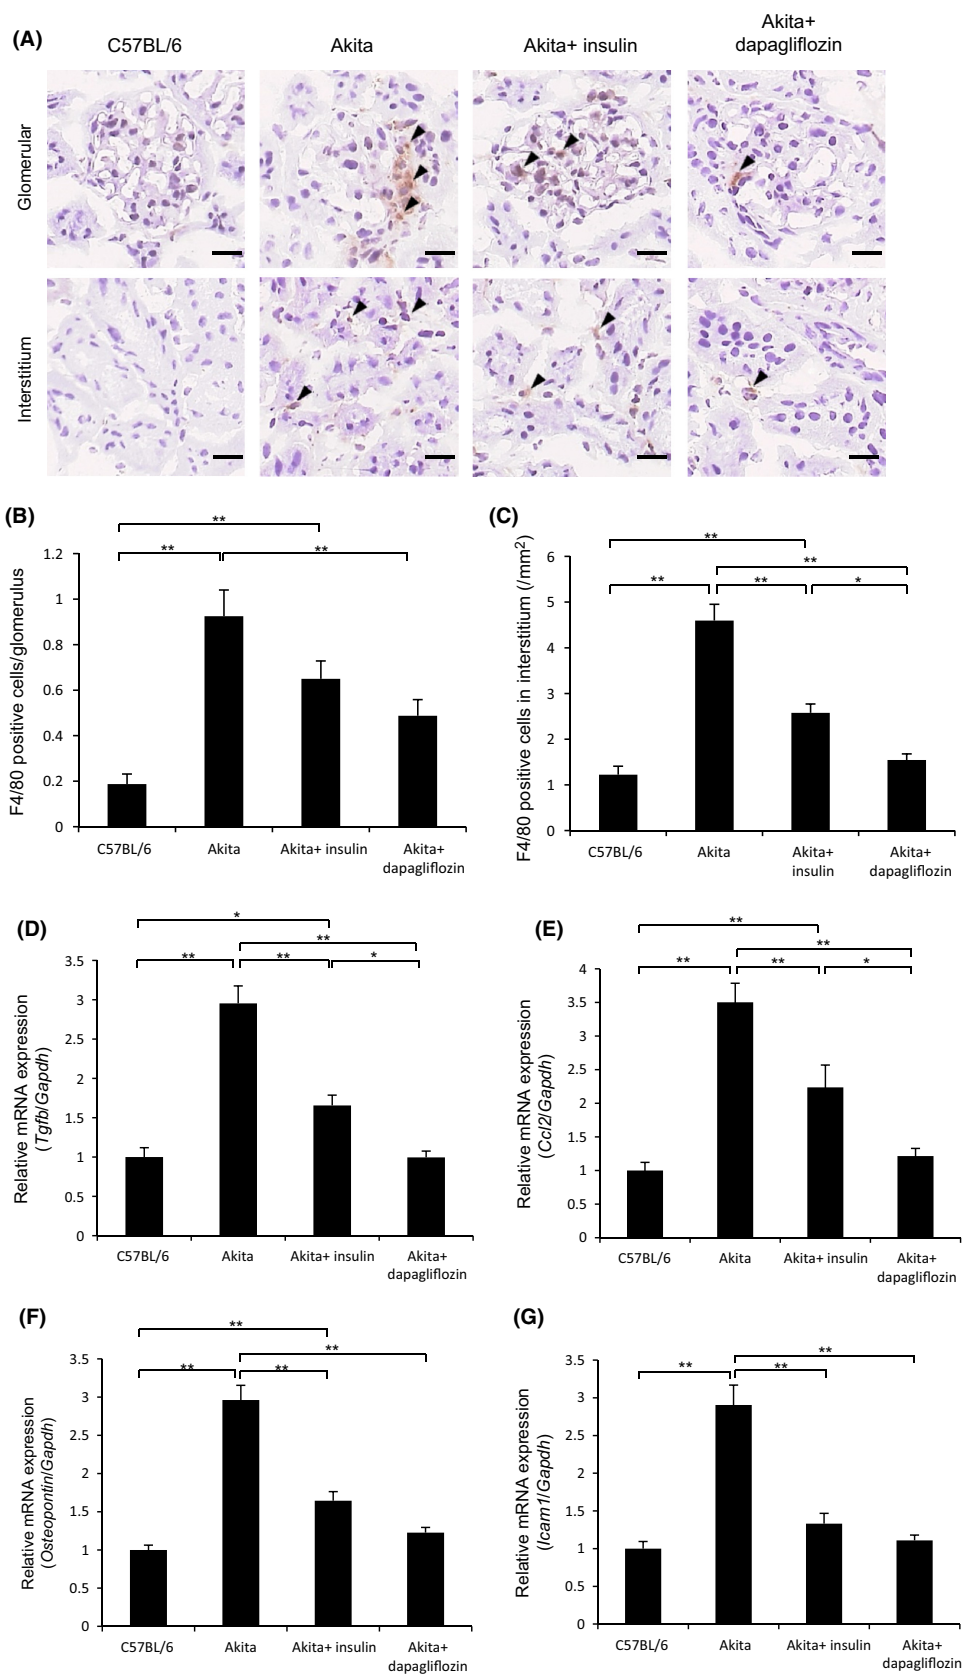 (A)
C57BL/6
Akita
Akita+ insulin
Akita+
dapagliflozin
Glomerular
Interstitium
(B)
**
**
**
F4/80 positive cells/glomerulus
1.2
1
0.8
0.6
0.4
0.2
0
C57BL/6
Akita
Akita+ insulin
Akita+
dapagliflozin
(C)
**
**
**
**
*
F4/80 positive cells in interstitium (/mm2)
6
5
4
3
2
1
0
C57BL/6
Akita
Akita+
insulin
Akita+
dapagliflozin
(D)
*
**
**
**
*
Relative mRNA expression
(Tgfb/Gapdh)
3.5
3
2.5
2
1.5
1
0.5
0
C57BL/6
Akita
Akita+ insulin
Akita+
dapagliflozin
(E)
**
**
**
**
*
Relative mRNA expression
(Ccl2/Gapdh)
4
3.5
3
2.5
2
1.5
1
0.5
0
C57BL/6
Akita
Akita+ insulin
Akita+
dapagliflozin
(F)
**
**
**
**
Relative mRNA expression
(Osteopontin/Gapdh)
3.5
3
2.5
2
1.5
1
0.5
0
C57BL/6
Akita
Akita+ insulin
Akita+
dapagliflozin
(G)
**
**
**
Relative mRNA expression
(Icam1/Gapdh)
3.5
3
2.5
2
1.5
1
0.5
0
C57BL/6
Akita
Akita+ insulin
Akita+
dapagliflozin